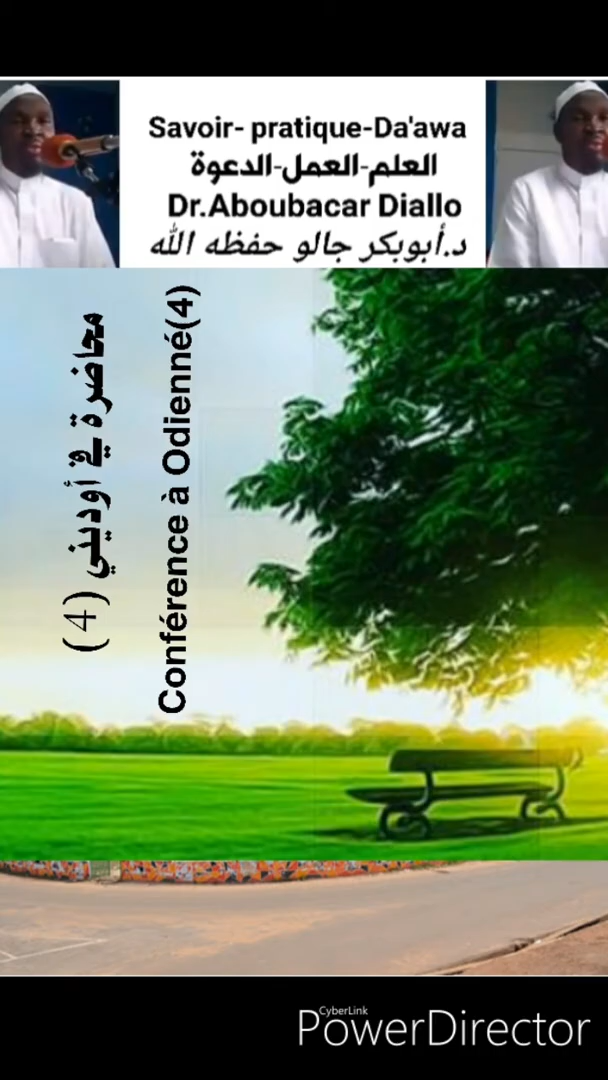 Savoir- pratique-Da'awa
العلم-العمل-الدعوة
Dr.Aboubacar Diallo
د.أبوبكر جالو حفظه الله
محاضرة في أوديني (4)
Conférence à Odienné(4)
CyberLink
PowerDirector